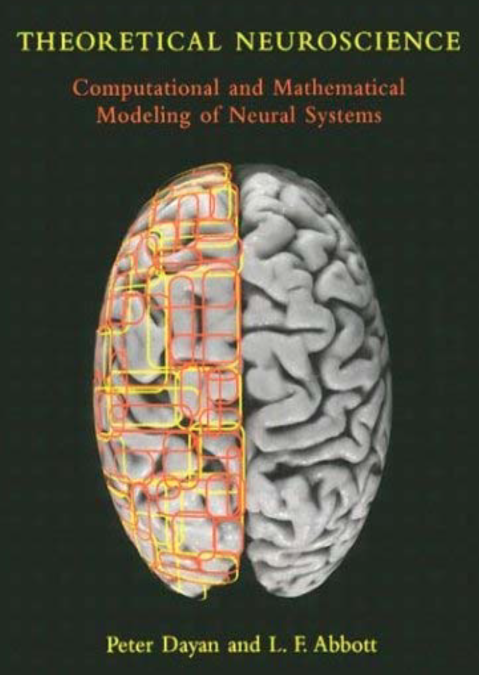 THEORETICAL NEUROSCIENCE
Computational and Mathematical
Modeling of Neural Systems
Peter Dayan and L. F. Abbott